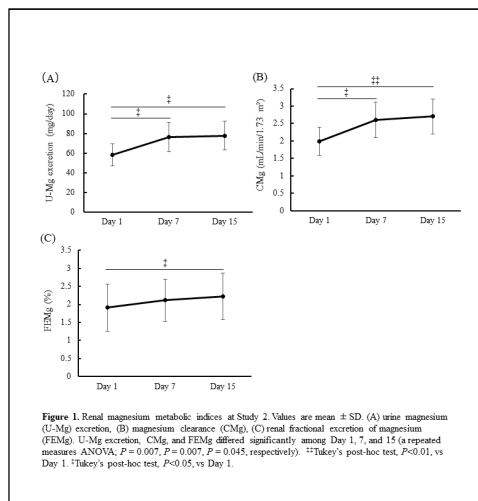 (A)
(B)
120
100
80
60
40
20
0
U-Mg excretion (mg/day)
‡
‡
Day 1 Day 7 Day 15
3.5
3
2.5
2
1.5
1
0.5
0
CMg (mL/min/1.73 m²)
‡‡
‡
Day 1 Day 7 Day 15
(C)
3
2.5
2
1.5
1
0.5
0
FEMg (%)
‡
Day 1 Day 7 Day 15
Figure 1. Renal magnesium metabolic indices at Study 2. Values are mean ± SD. (A) urine magnesium
(U-Mg) excretion, (B) magnesium clearance (CMg), (C) renal fractional excretion of magnesium
(FEMg). U-Mg excretion, CMg, and FEMg differed significantly among Day 1, 7, and 15 (a repeated
measures ANOVA; P = 0.007, P = 0.007, P = 0.045, respectively). ‡‡Tukey's post-hoc test, P<0.01, vs
Day 1. ‡Tukey's post-hoc test, P<0.05, vs Day 1.